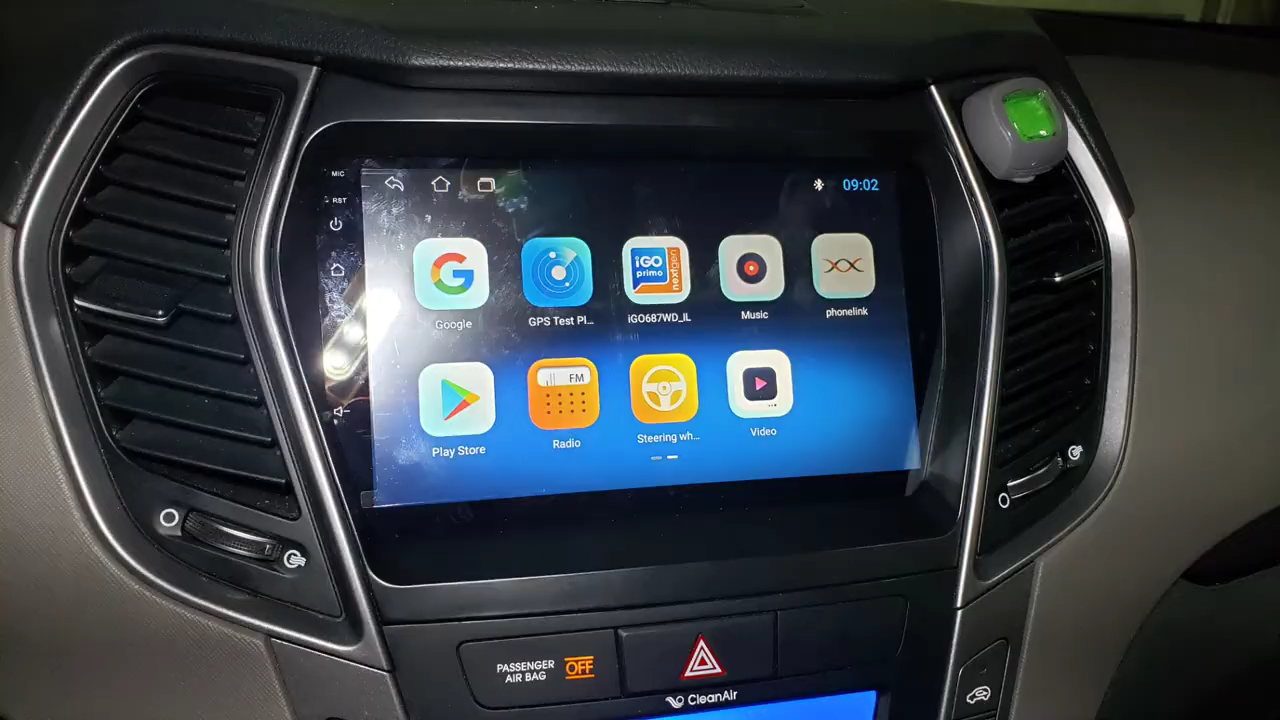 MIC
RST
09:02
G
iGO
primo
nextgen
Google
GPS Test Pl...
iGO687WD_IL
Music
phonelink
FM
Play Store
Radio
Steering wh...
Video
PASSENGER
AIR BAG
OFF
CleanAir